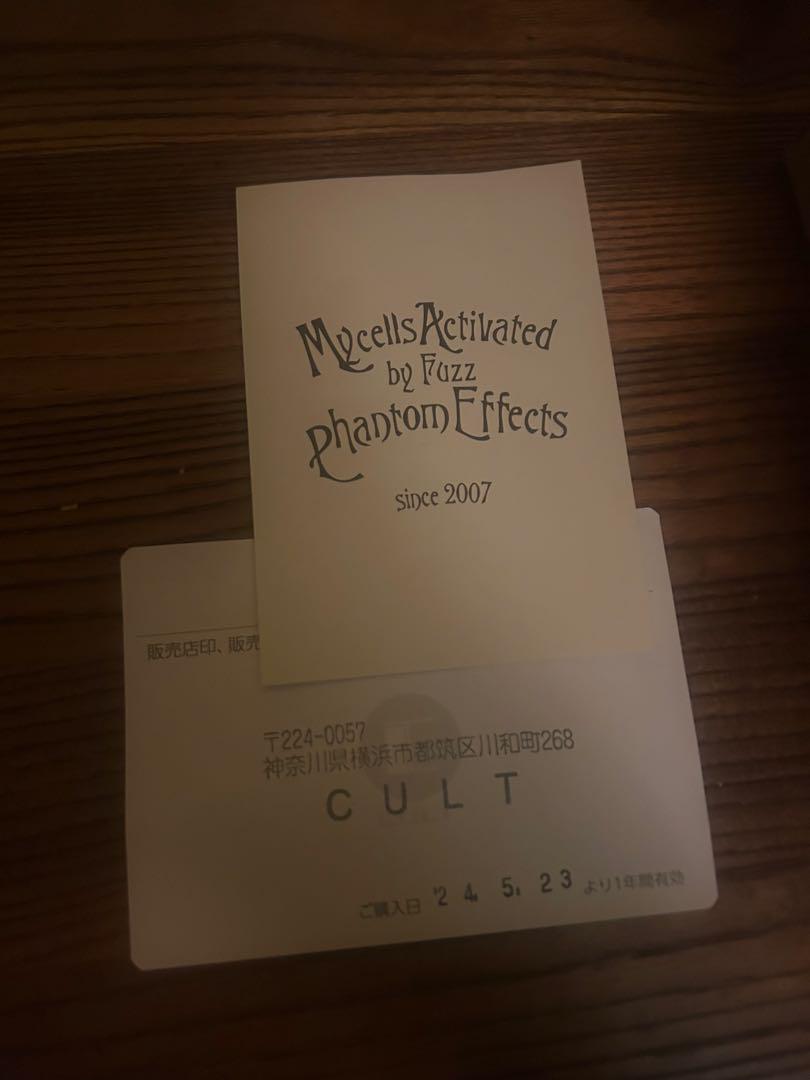 Mycells Activated
by Fuzz
Phantom Effects
since 2007
販売店印、販売
〒224-0057
神奈川県横浜市都筑区川和町268
CULT
ご購入日 '24. 5. 23 より1年間有効